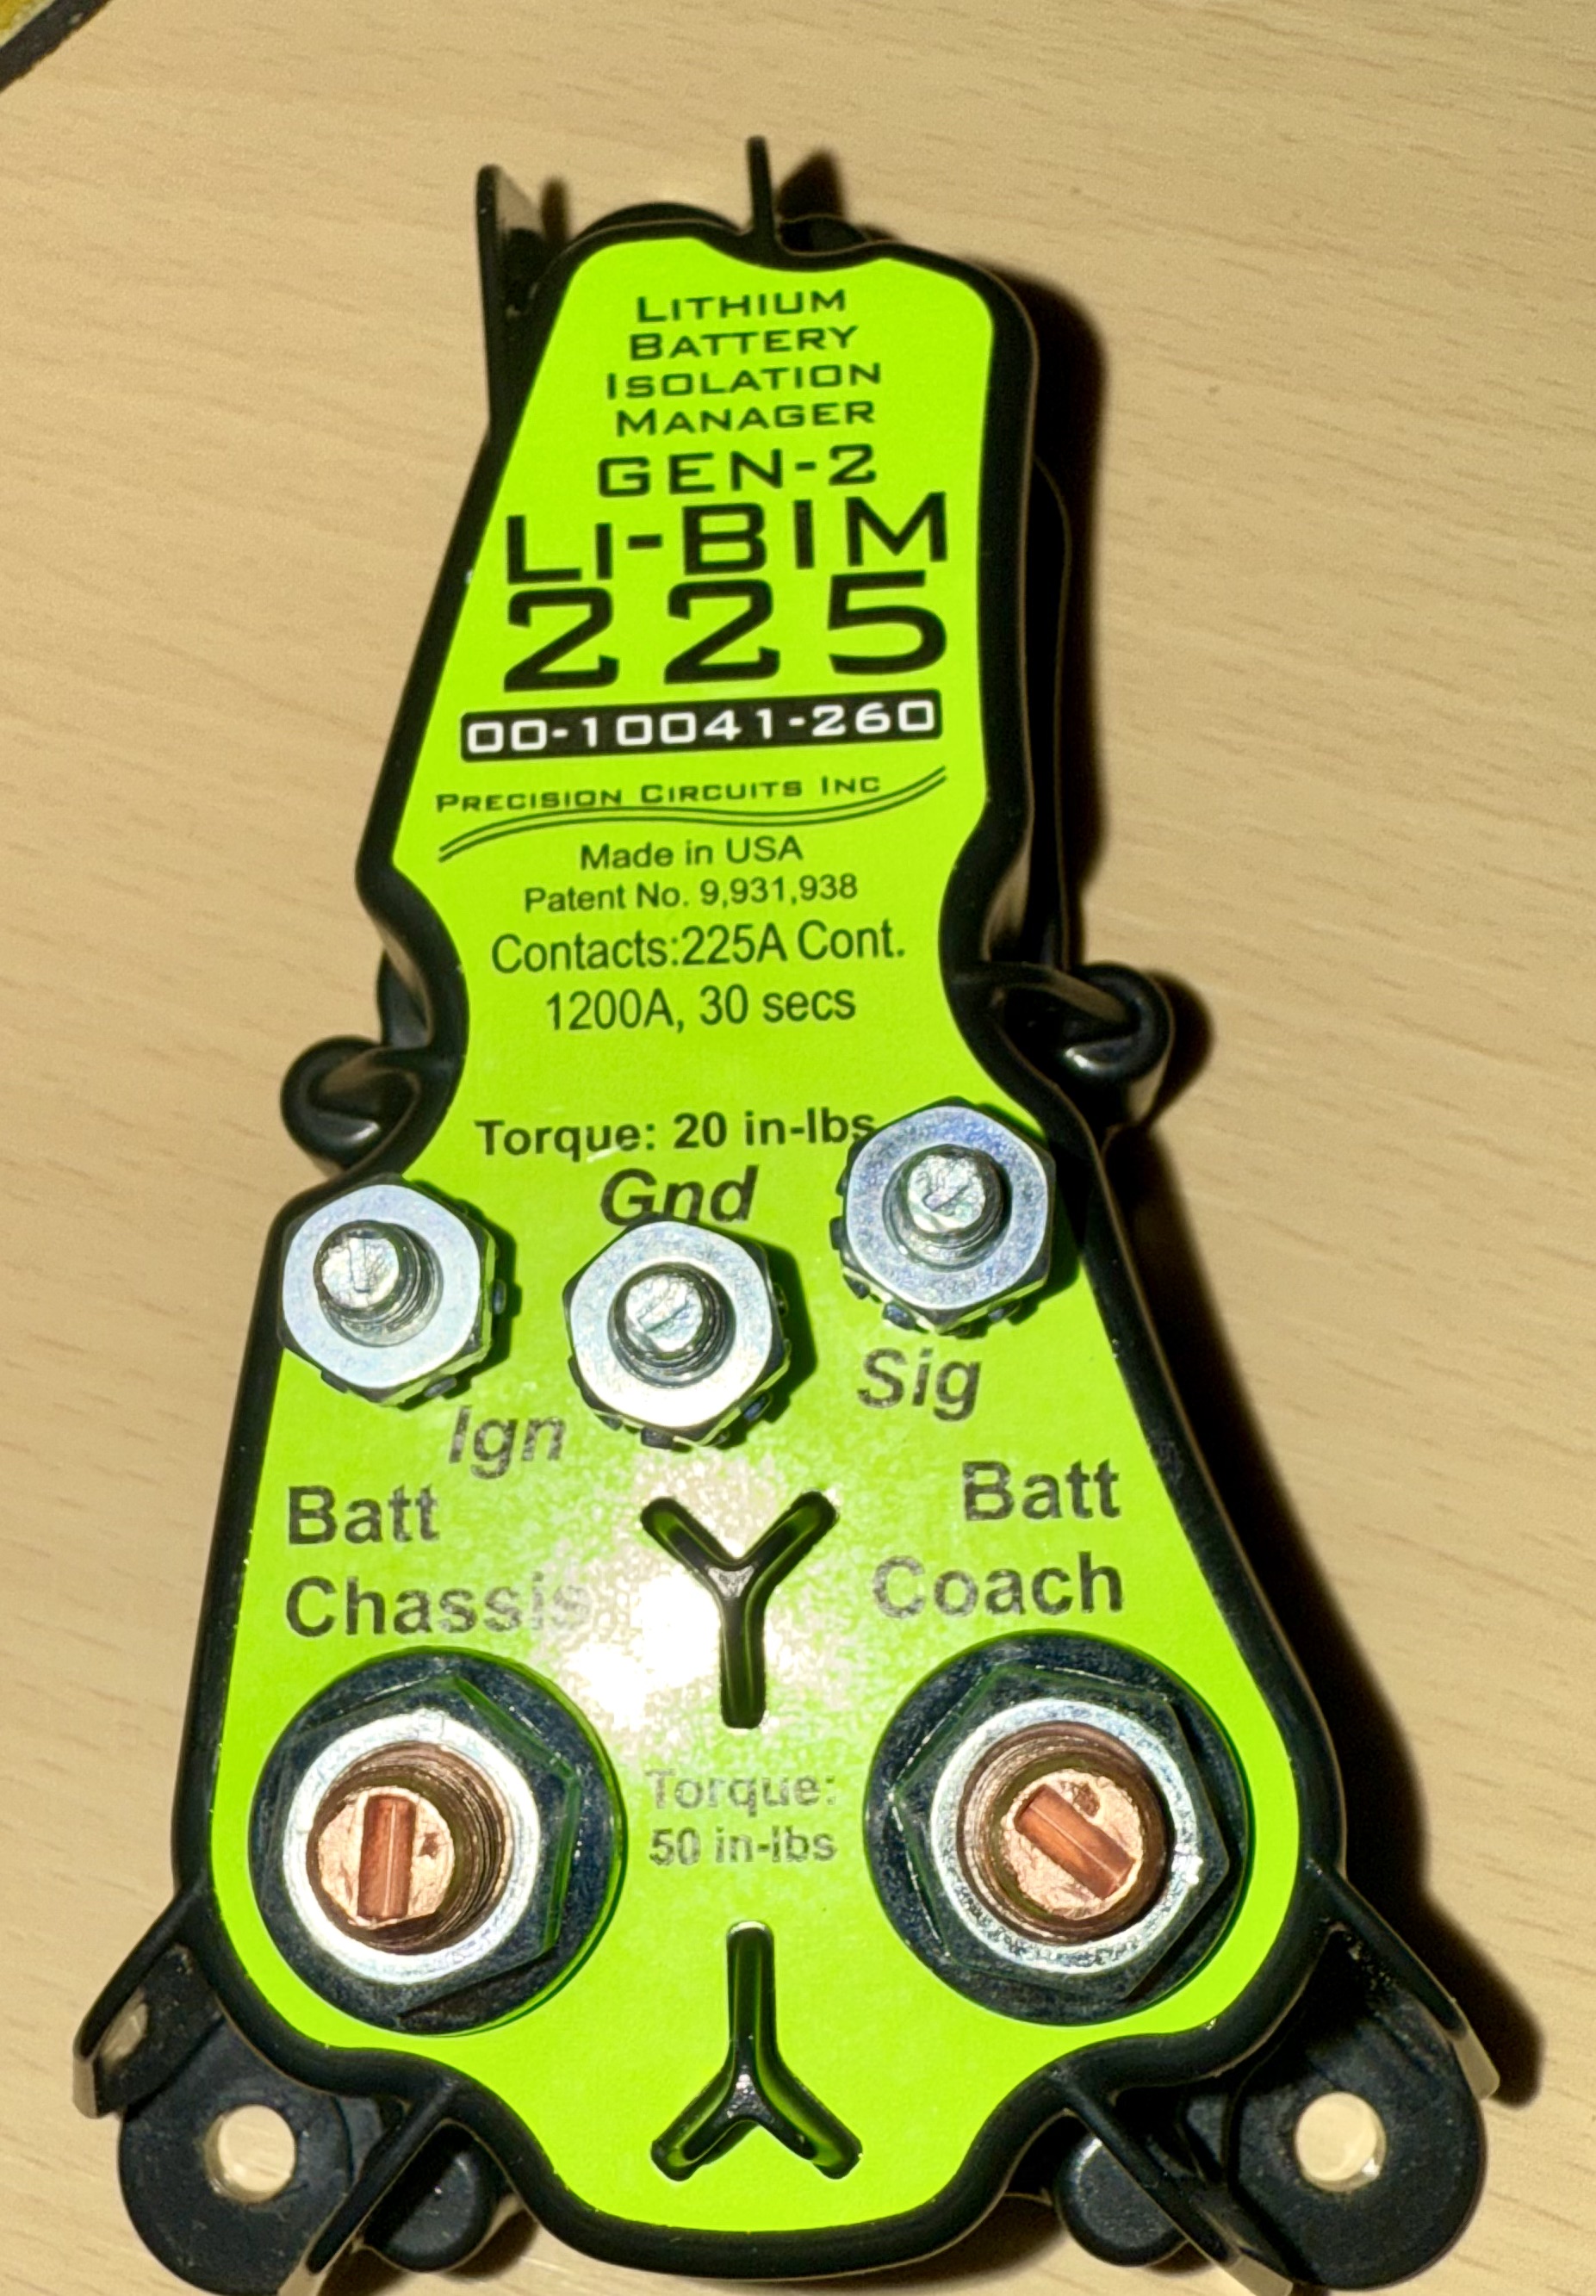 LITHIUM
BATTERY
ISOLATION
MANAGER
GEN-2
LI-BIM
225
00-10041-260
PRECISION CIRCUITS INC
Made in USA
Patent No. 9,931,938
Contacts:225A Cont.
1200A, 30 secs
Torque: 20 in-lbs
Gnd
Sig
Ign
Batt
Chassis
Batt
Coach
Torque:
50 in-lbs